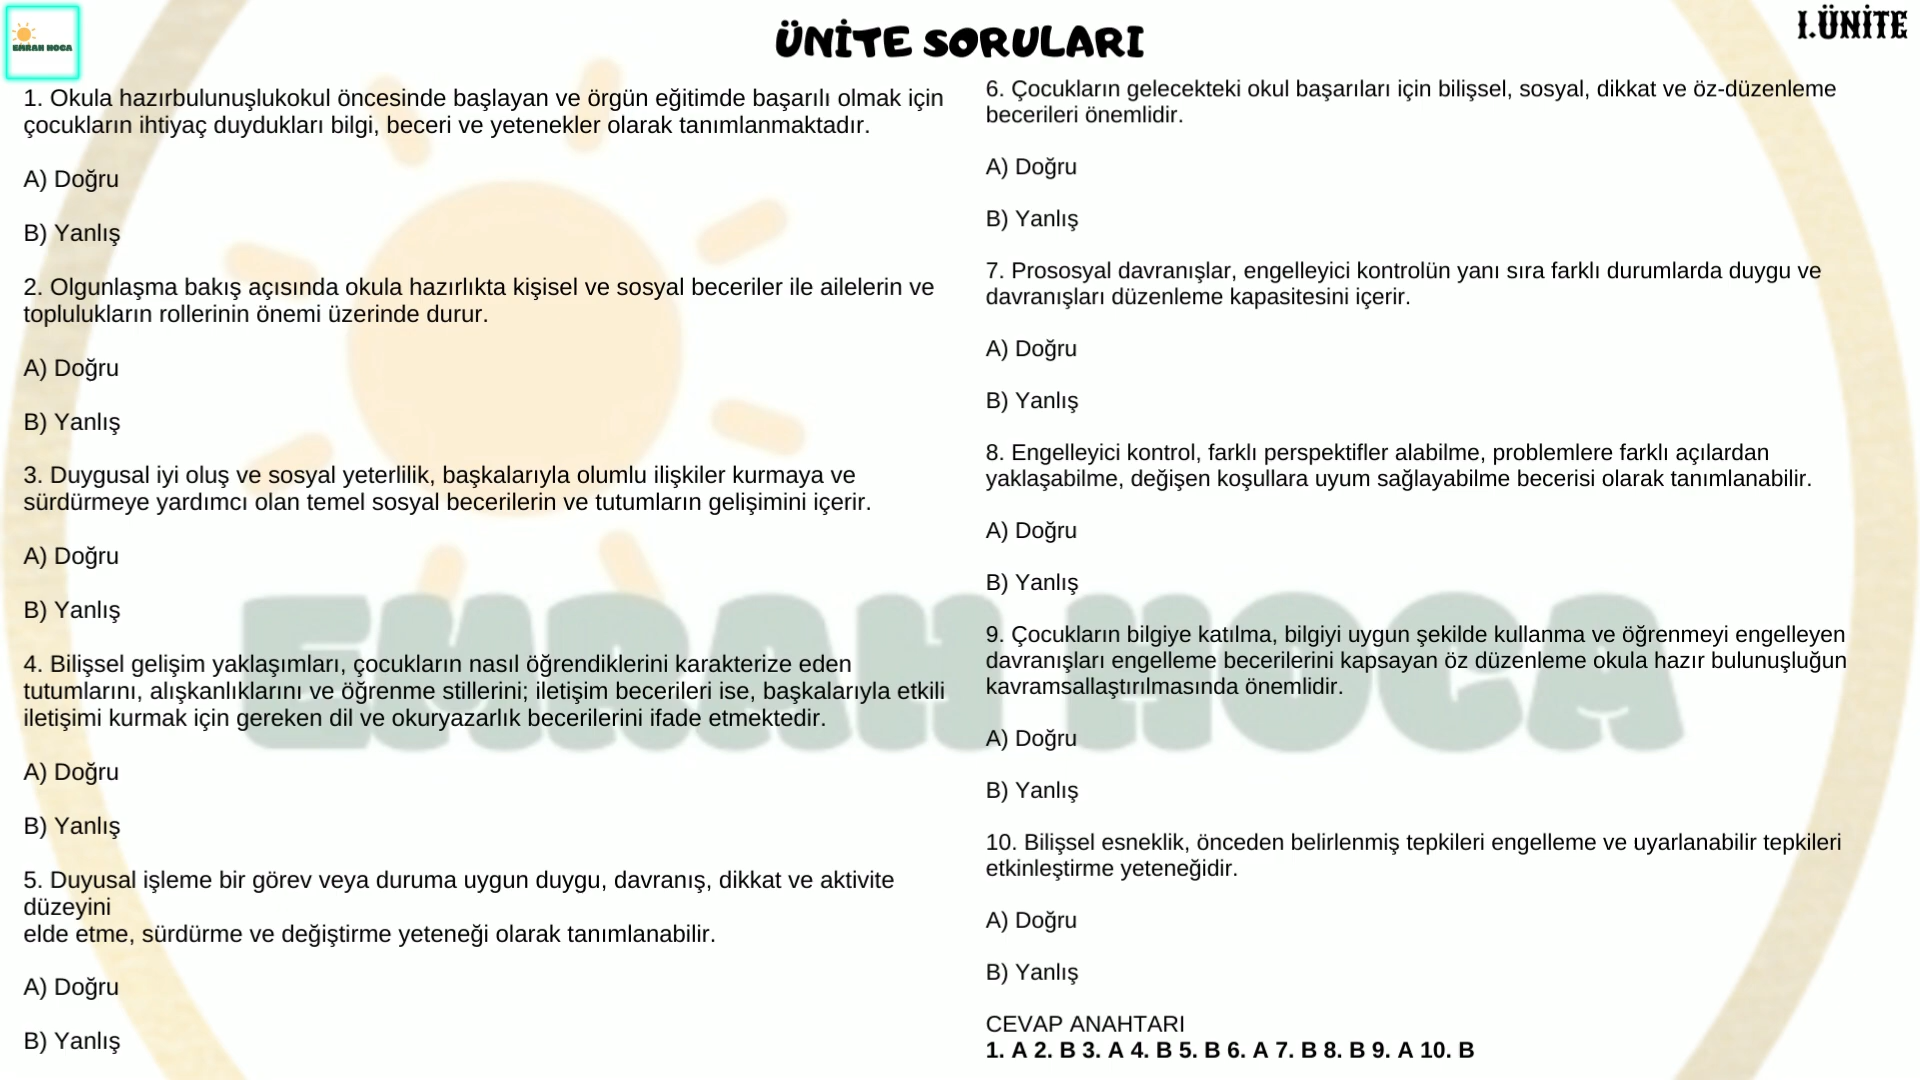 EMRAH HOCA
ÜNİTE SORULARI
I.ÜNİTE
1. Okula hazırbulunuşlukokul öncesinde başlayan ve örgün eğitimde başarılı olmak için
çocukların ihtiyaç duydukları bilgi, beceri ve yetenekler olarak tanımlanmaktadır.
A) Doğru
B) Yanlış
2. Olgunlaşma bakış açısında okula hazırlıkta kişisel ve sosyal beceriler ile ailelerin ve
toplulukların rollerinin önemi üzerinde durur.
A) Doğru
B) Yanlış
3. Duygusal iyi oluş ve sosyal yeterlilik, başkalarıyla olumlu ilişkiler kurmaya ve
sürdürmeye yardımcı olan temel sosyal becerilerin ve tutumların gelişimini içerir.
A) Doğru
B) Yanlış
4. Bilişsel gelişim yaklaşımları, çocukların nasıl öğrendiklerini karakterize eden
tutumlarını, alışkanlıklarını ve öğrenme stillerini; iletişim becerileri ise, başkalarıyla etkili
iletişimi kurmak için gereken dil ve okuryazarlık becerilerini ifade etmektedir.
A) Doğru
B) Yanlış
5. Duyusal işleme bir görev veya duruma uygun duygu, davranış, dikkat ve aktivite
düzeyini
elde etme, sürdürme ve değiştirme yeteneği olarak tanımlanabilir.
A) Doğru
B) Yanlış
6. Çocukların gelecekteki okul başarıları için bilişsel, sosyal, dikkat ve öz-düzenleme
becerileri önemlidir.
A) Doğru
B) Yanlış
7. Prososyal davranışlar, engelleyici kontrolün yanı sıra farklı durumlarda duygu ve
davranışları düzenleme kapasitesini içerir.
A) Doğru
B) Yanlış
8. Engelleyici kontrol, farklı perspektifler alabilme, problemlere farklı açılardan
yaklaşabilme, değişen koşullara uyum sağlayabilme becerisi olarak tanımlanabilir.
A) Doğru
B) Yanlış
9. Çocukların bilgiye katılma, bilgiyi uygun şekilde kullanma ve öğrenmeyi engelleyen
davranışları engelleme becerilerini kapsayan öz düzenleme okula hazır bulunuşluğun
kavramsallaştırılmasında önemlidir.
A) Doğru
B) Yanlış
10. Bilişsel esneklik, önceden belirlenmiş tepkileri engelleme ve uyarlanabilir tepkileri
etkinleştirme yeteneğidir.
A) Doğru
B) Yanlış
CEVAP ANAHTARI
1. A 2. B 3. A 4. B 5. B 6. A 7. B 8. B 9. A 10. B
EMRAH HOCA